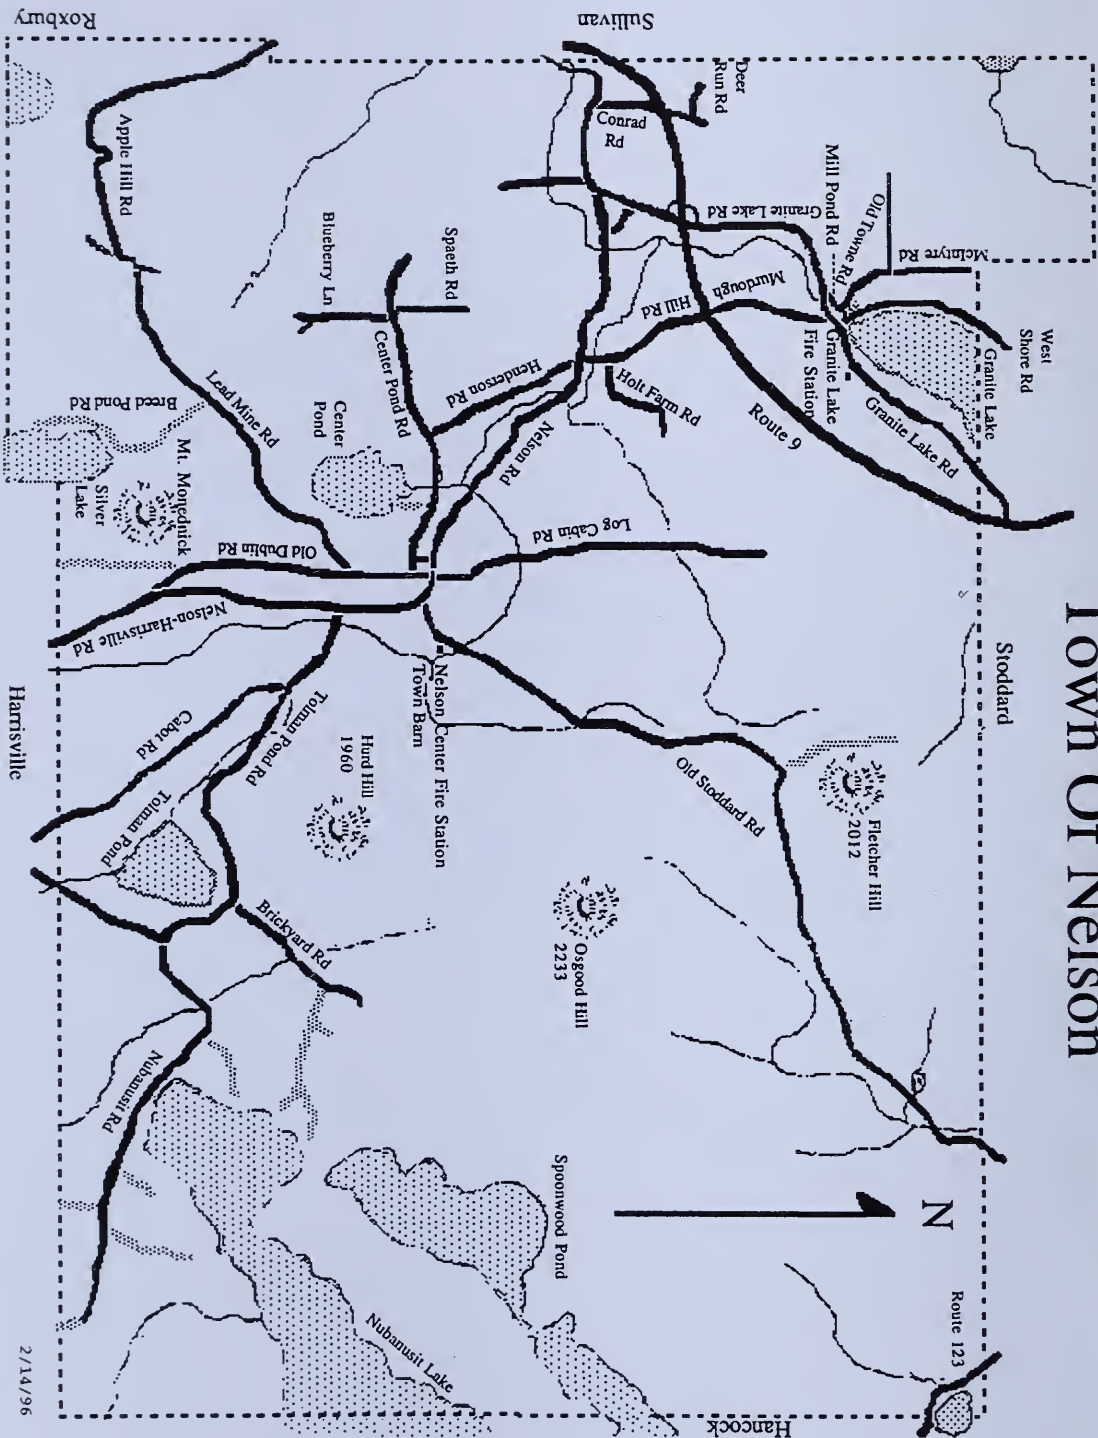 Town Of Nelson
Stoddard
West
Shore Rd
Granite Lake
McIntyre Rd
Old Towne Rd
Mill Pond Rd
Granite Lake
Fire Station
Granite Lake Rd
Granite Lake Rd
Deer
Run Rd
Conrad
Rd
Sullivan
Murdough
Hill Rd
Route 9
Holt Farm Rd
Henderson Rd
Nelson Rd
Log Cabin Rd
Spaeth Rd
Blueberry Ln
Center Pond Rd
Center
Pond
Roxbury
Apple Hill Rd
Lead Mine Rd
Breed Pond Rd
Mt. Monednick
Silver
Lake
Old Dublin Rd
Nelson-Harrisville Rd
Nelson Center Fire Station
Town Barn
Old Stoddard Rd
Fletcher Hill
2012
Osgood Hill
2233
Hurd Hill
1960
Tolman Pond Rd
Cabot Rd
Tolman Pond
Brickyard Rd
Nubanusit Rd
Harrisville
Spoonwood Pond
Nubanusit Lake
N
Route 123
Hancock
2/14/96